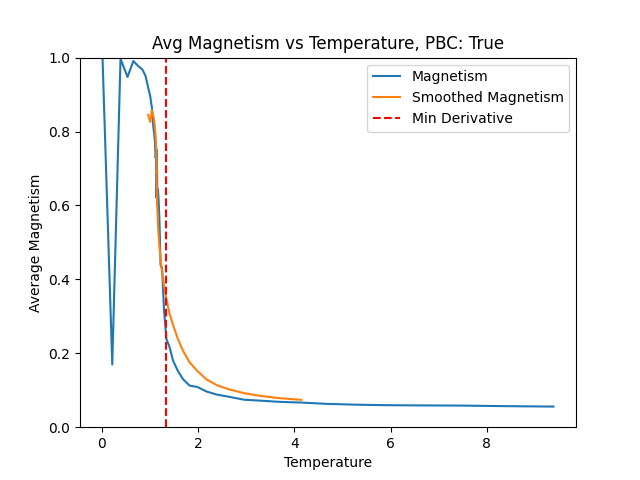 Avg Magnetism vs Temperature, PBC: True
Magnetism
Smoothed Magnetism
Min Derivative
Average Magnetism
1.0
0.8
0.6
0.4
0.2
0.0
0 2 4 6 8
Temperature